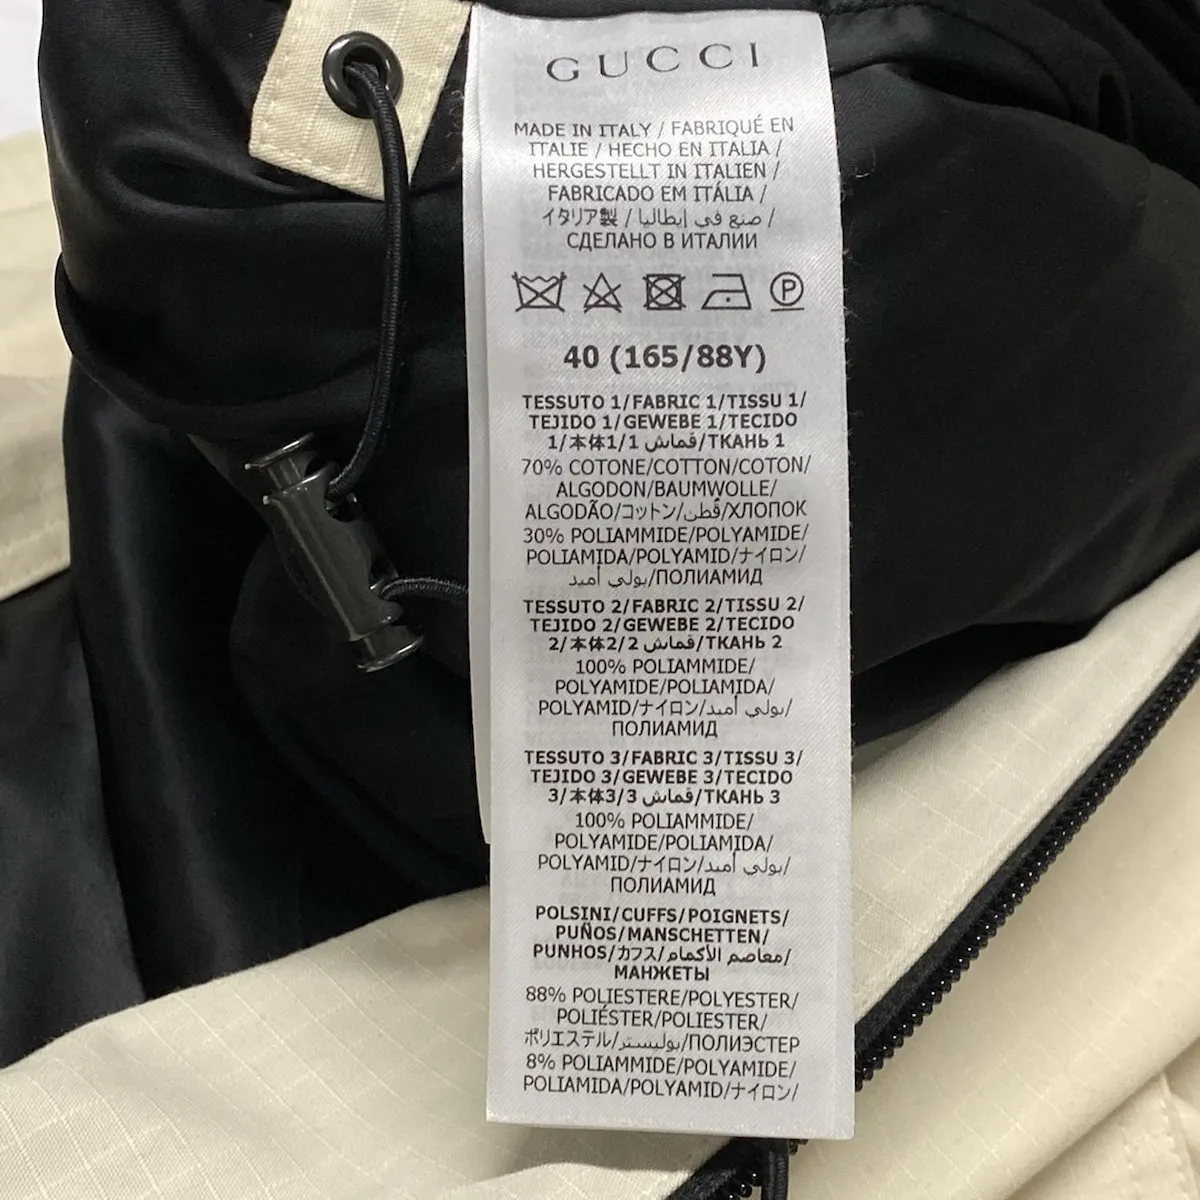 GUCCI
MADE IN ITALY / FABRIQUÉ EN
ITALIE / HECHO EN ITALIA /
HERGESTELLT IN ITALIEN /
FABRICADO EM ITÁLIA /
イタリア製 / صنع في إيطاليا /
СДЕЛАНО В ИТАЛИИ
P
40 (165/88Y)
TESSUTO 1/FABRIC 1/TISSU 1/
TEJIDO 1/GEWEBE 1/TECIDO
1/本体1/قماش 1/ТКАНЬ 1
70% COTONE/COTTON/COTON/
ALGODON/BAUMWOLLE/
ALGODÃO/コットン/قُطن/ХЛОПОК
30% POLIAMMIDE/POLYAMIDE/
POLIAMIDA/POLYAMID/ナイロン/
بولي أميد/ПОЛИАМИД
TESSUTO 2/FABRIC 2/TISSU 2/
TEJIDO 2/GEWEBE 2/TECIDO
2/本体2/قماش 2/ТКАНЬ 2
100% POLIAMMIDE/
POLYAMIDE/POLIAMIDA/
POLYAMID/ナイロン/بولي أميد/
ПОЛИАМИД
TESSUTO 3/FABRIC 3/TISSU 3/
TEJIDO 3/GEWEBE 3/TECIDO
3/本体3/قماش 3/ТКАНЬ 3
100% POLIAMMIDE/
POLYAMIDE/POLIAMIDA/
POLYAMID/ナイロン/بولي أميد/
ПОЛИАМИД
POLSINI/CUFFS/POIGNETS/
PUÑOS/MANSCHETTEN/
PUNHOS/カフス/معاصم الأكمام/
МАНЖЕТЫ
88% POLIESTERE/POLYESTER/
POLIÉSTER/POLIESTER/
ポリエステル/بوليستر/ПОЛИЭСТЕР
8% POLIAMMIDE/POLYAMIDE/
POLIAMIDA/POLYAMID/ナイロン/